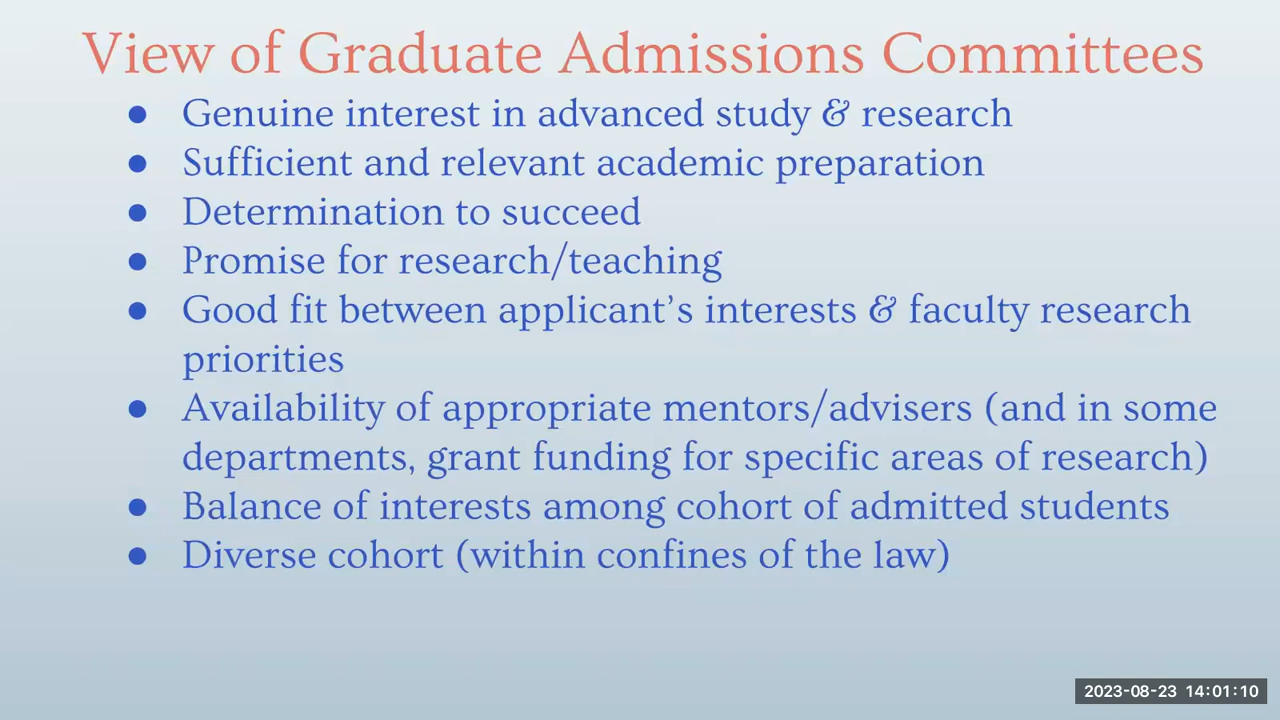 View of Graduate Admissions Committees
● Genuine interest in advanced study & research
● Sufficient and relevant academic preparation
● Determination to succeed
● Promise for research/teaching
● Good fit between applicant’s interests & faculty research
priorities
● Availability of appropriate mentors/advisers (and in some
departments, grant funding for specific areas of research)
● Balance of interests among cohort of admitted students
● Diverse cohort (within confines of the law)
2023-08-23 14:01:10